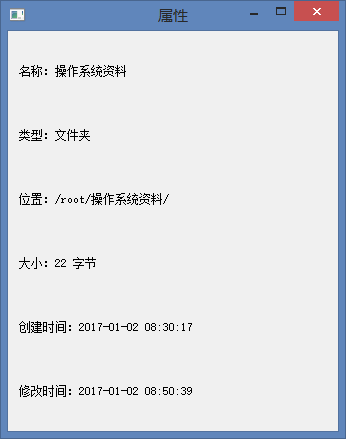 属性
名称：操作系统资料
类型：文件夹
位置：/root/操作系统资料/
大小：22 字节
创建时间：2017-01-02 08:30:17
修改时间：2017-01-02 08:50:39